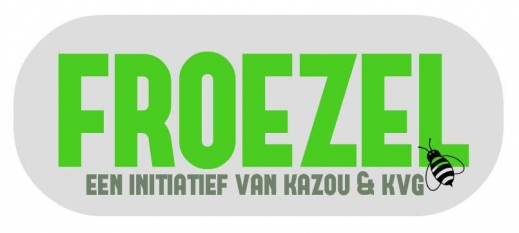 FROEZEL
EEN INITIATIEF VAN KAZOU & KVG